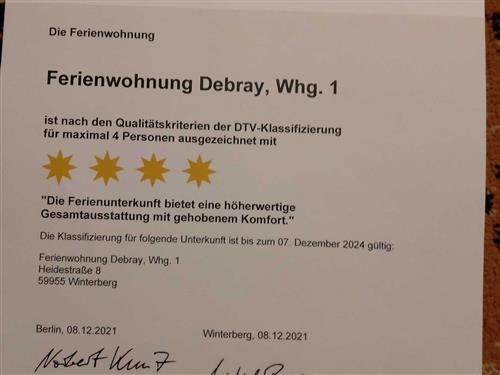 Die Ferienwohnung
Ferienwohnung Debray, Whg. 1
ist nach den Qualitätskriterien der DTV-Klassifizierung
für maximal 4 Personen ausgezeichnet mit
"Die Ferienunterkunft bietet eine höherwertige
Gesamtausstattung mit gehobenem Komfort."
Die Klassifizierung für folgende Unterkunft ist bis zum 07. Dezember 2024 gültig:
Ferienwohnung Debray, Whg. 1
Heidestraße 8
59955 Winterberg
Berlin, 08.12.2021
Winterberg, 08.12.2021
Norbert Kunz